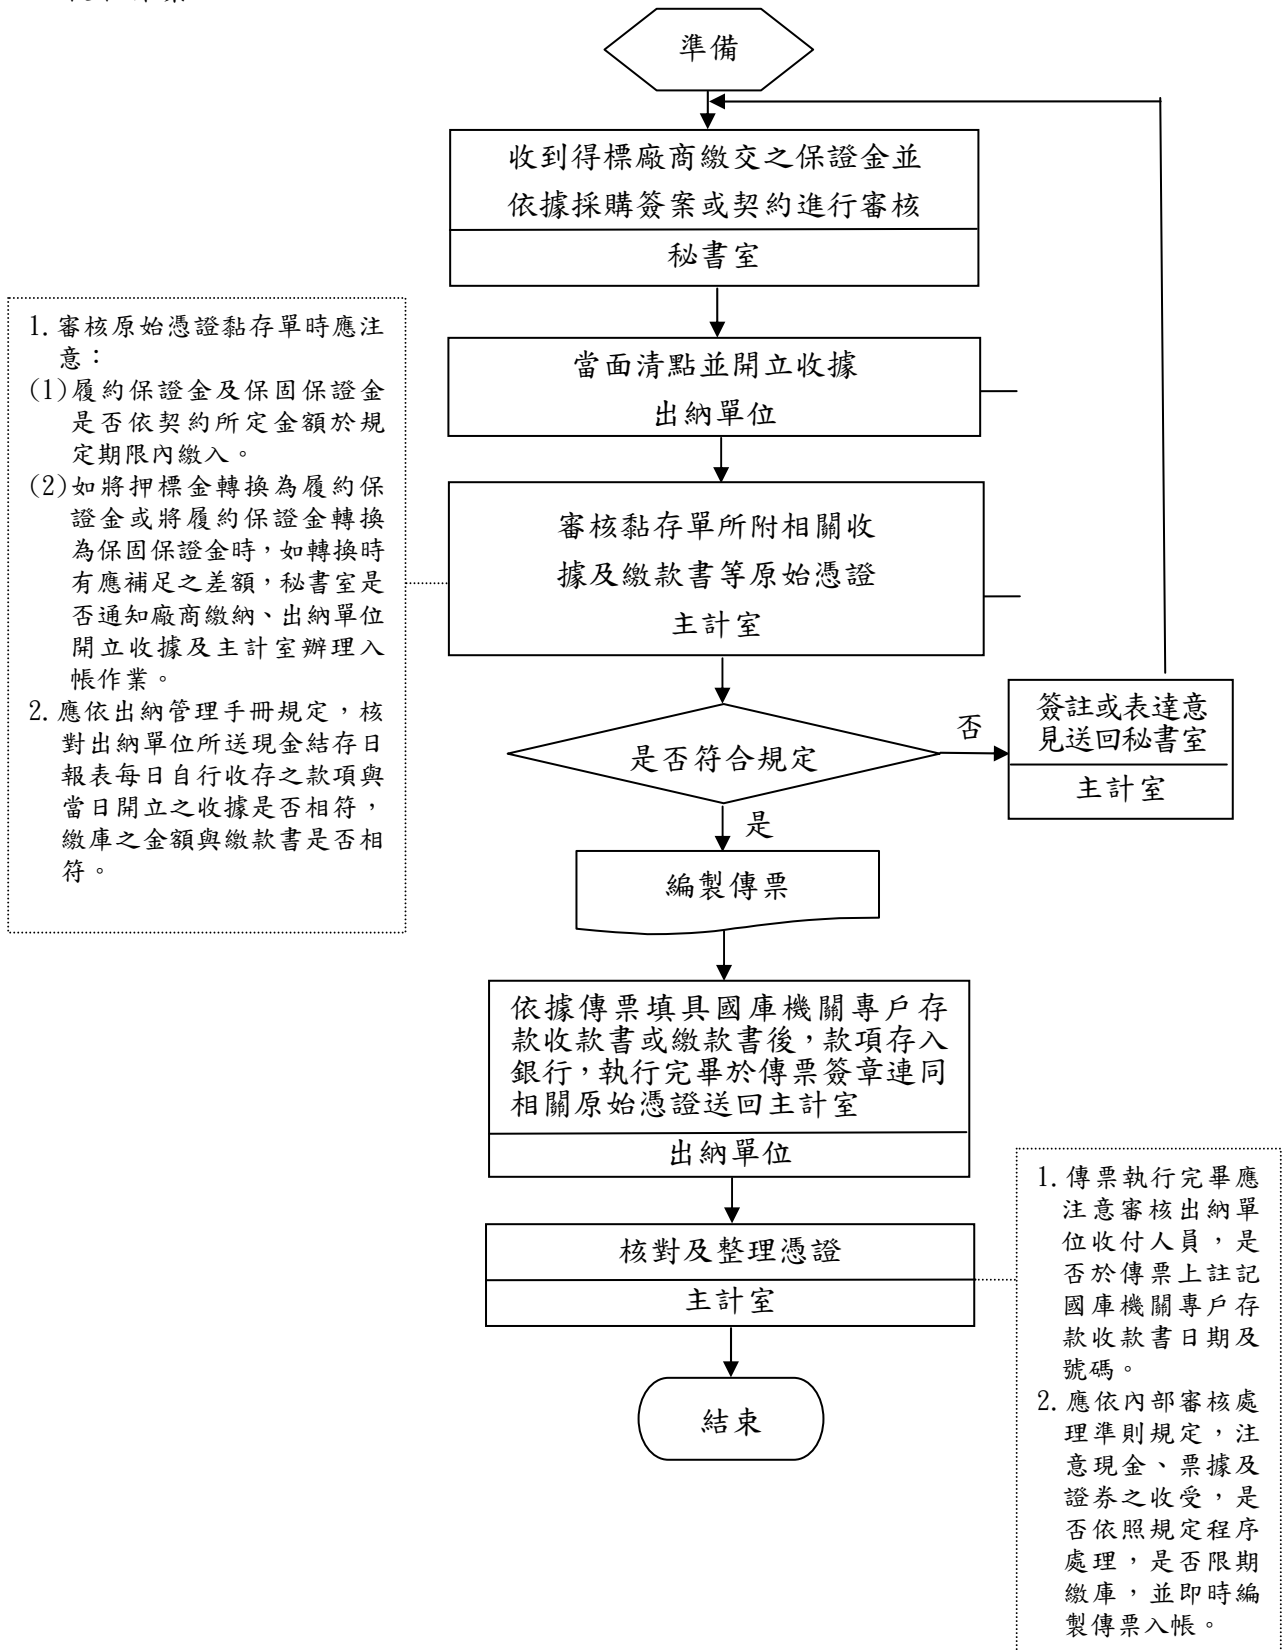 準備
收到得標廠商繳交之保證金並
依據採購簽案或契約進行審核
秘書室
1. 審核原始憑證黏存單時應注
意：
(1)履約保證金及保固保證金
是否依契約所定金額於規
定期限內繳入。
(2)如將押標金轉換為履約保
證金或將履約保證金轉換
為保固保證金時，如轉換時
有應補足之差額，秘書室是
否通知廠商繳納、出納單位
開立收據及主計室辦理入
帳作業。
2. 應依出納管理手冊規定，核
對出納單位所送現金結存日
報表每日自行收存之款項與
當日開立之收據是否相符，
繳庫之金額與繳款書是否相
符。
當面清點並開立收據
出納單位
審核黏存單所附相關收
據及繳款書等原始憑證
主計室
是否符合規定
否
簽註或表達意
見送回秘書室
主計室
是
編製傳票
依據傳票填具國庫機關專戶存
款收款書或繳款書後，款項存入
銀行，執行完畢於傳票簽章連同
相關原始憑證送回主計室
出納單位
核對及整理憑證
主計室
結束
1. 傳票執行完畢應
注意審核出納單
位收付人員，是
否於傳票上註記
國庫機關專戶存
款收款書日期及
號碼。
2. 應依內部審核處
理準則規定，注
意現金、票據及
證券之收受，是
否依照規定程序
處理，是否限期
繳庫，並即時編
製傳票入帳。